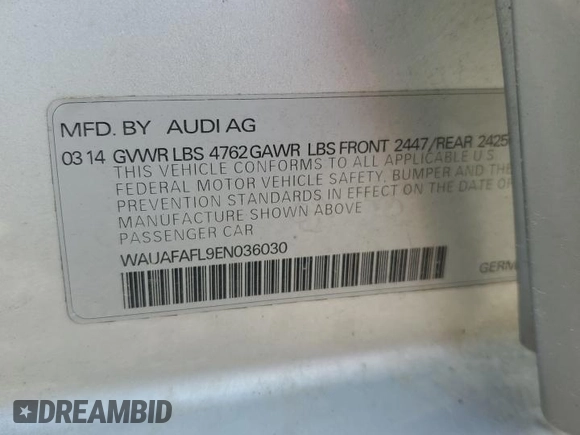 MFD. BY AUDI AG
03 14 GVWR LBS 4762 GAWR LBS FRONT 2447/REAR 2425
THIS VEHICLE CONFORMS TO ALL APPLICABLE U S
FEDERAL MOTOR VEHICLE SAFETY, BUMPER AND THE
PREVENTION STANDARDS IN EFFECT ON THE DATE OF
MANUFACTURE SHOWN ABOVE
PASSENGER CAR
WAUAFAFL9EN036030
GERM
DREAMBID